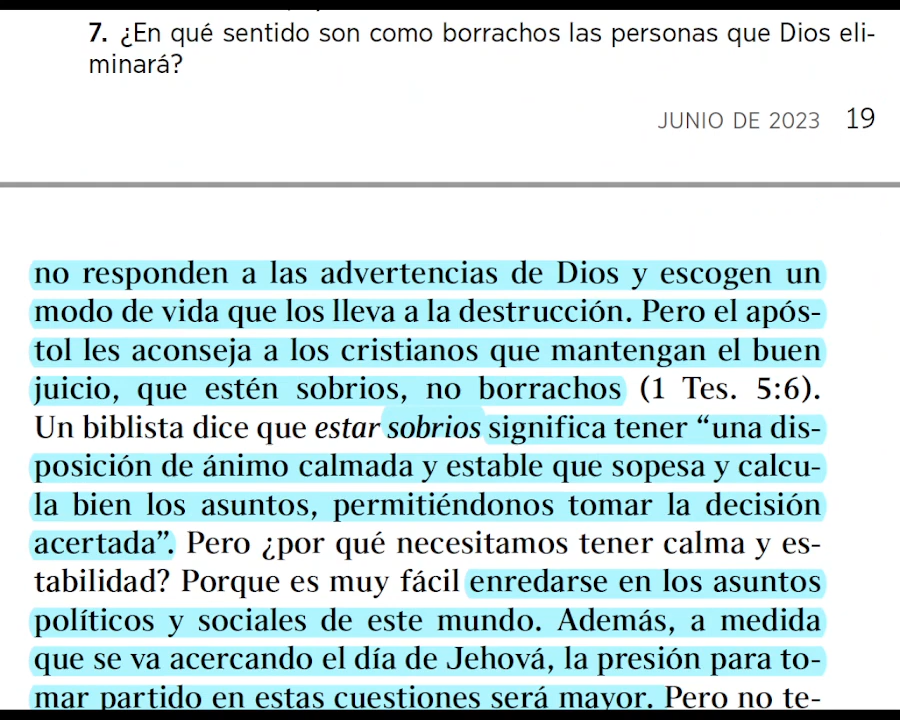 7. ¿En qué sentido son como borrachos las personas que Dios eli-
minará?
JUNIO DE 2023 19
no responden a las advertencias de Dios y escogen un
modo de vida que los lleva a la destrucción. Pero el após-
tol les aconseja a los cristianos que mantengan el buen
juicio, que estén sobrios, no borrachos (1 Tes. 5:6).
Un biblista dice que estar sobrios significa tener “una dis-
posición de ánimo calmada y estable que sopesa y calcu-
la bien los asuntos, permitiéndonos tomar la decisión
acertada”. Pero ¿por qué necesitamos tener calma y es-
tabilidad? Porque es muy fácil enredarse en los asuntos
políticos y sociales de este mundo. Además, a medida
que se va acercando el día de Jehová, la presión para to-
mar partido en estas cuestiones será mayor. Pero no te-